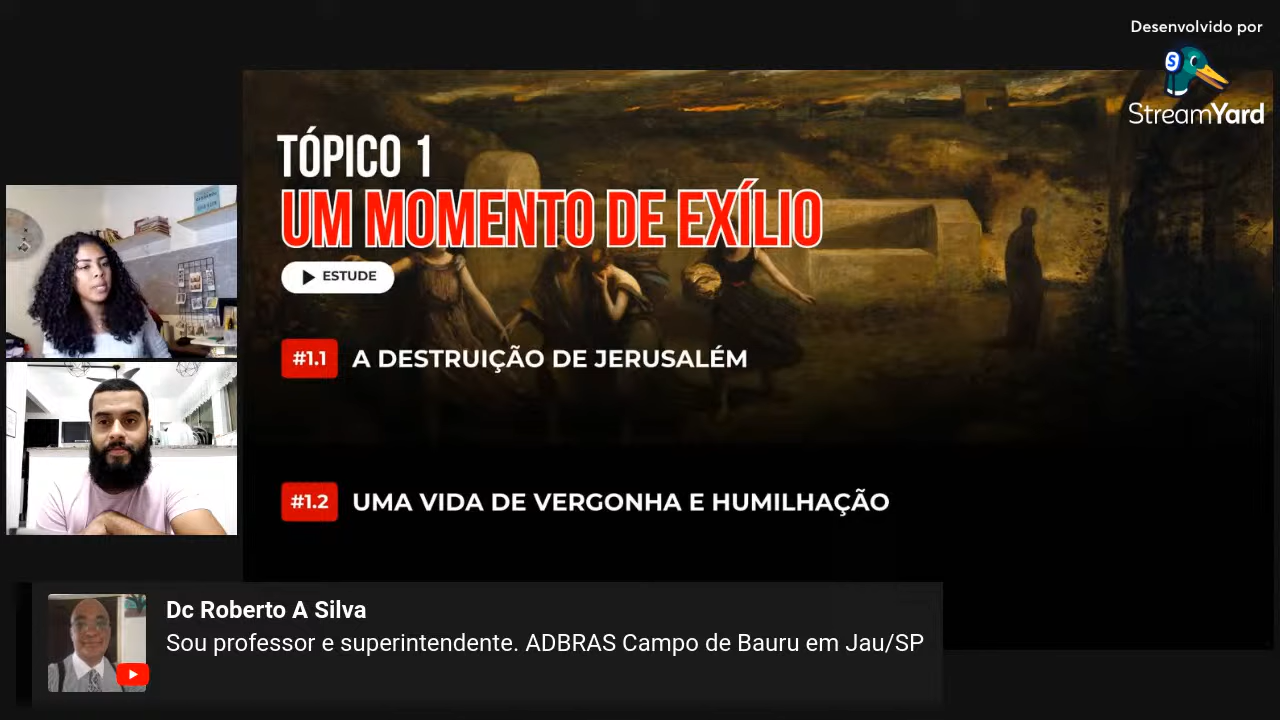 Desenvolvido por
StreamYard
TÓPICO 1
UM MOMENTO DE EXÍLIO
ESTUDE
#1.1 A DESTRUIÇÃO DE JERUSALÉM
#1.2 UMA VIDA DE VERGONHA E HUMILHAÇÃO
Dc Roberto A Silva
Sou professor e superintendente. ADBRAS Campo de Bauru em Jau/SP